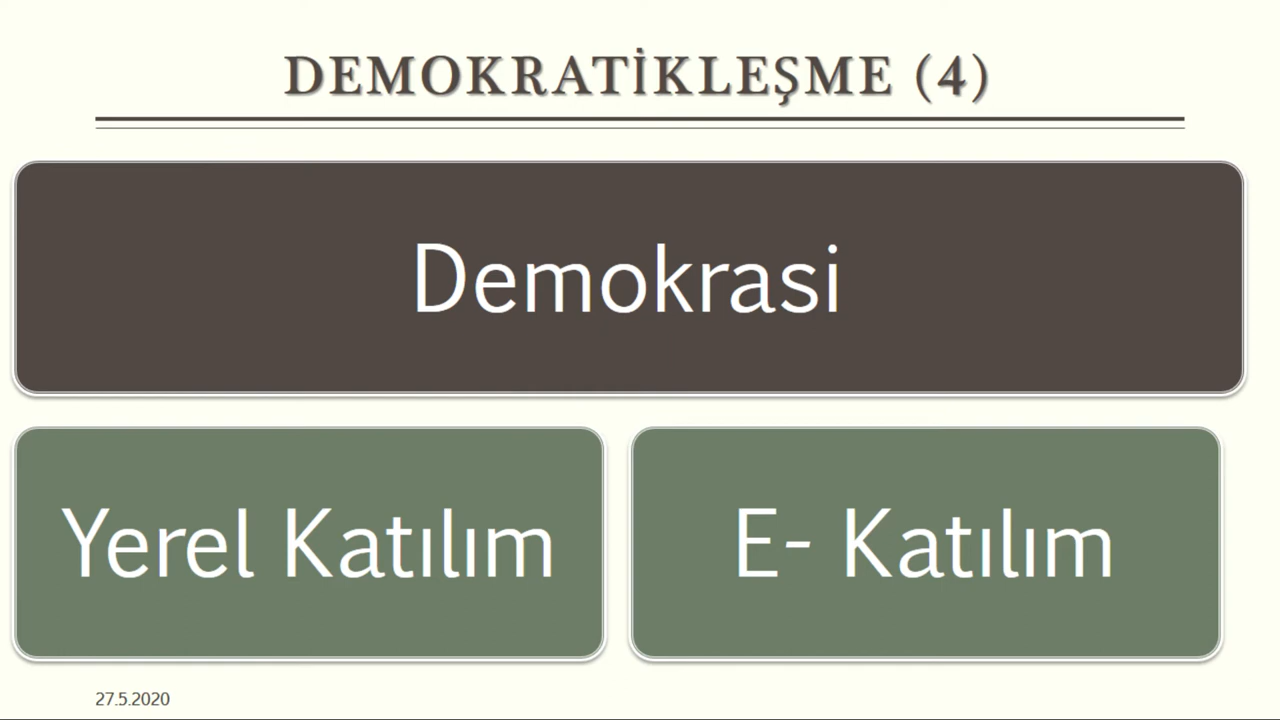 DEMOKRATİKLEŞME (4)
Demokrasi
Yerel Katılım
E- Katılım
27.5.2020